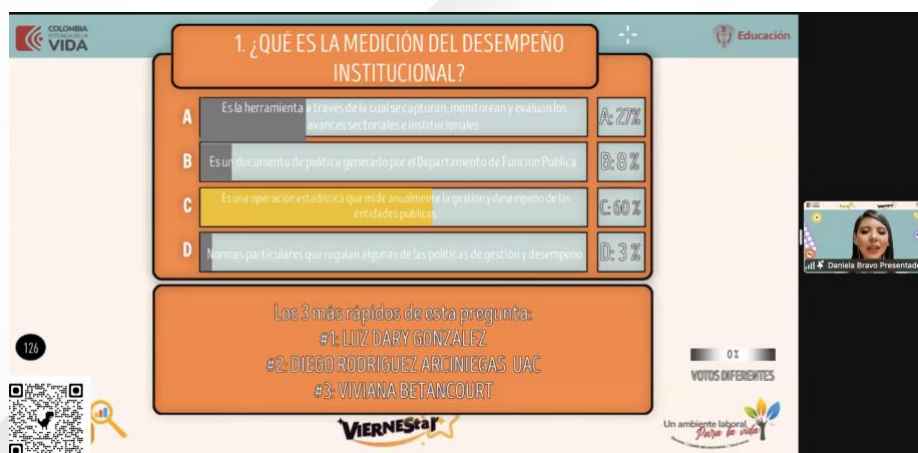 COLOMBIA
POTENCIA DE LA
VIDA
1. ¿QUÉ ES LA MEDICIÓN DEL DESEMPEÑO
INSTITUCIONAL?
Educación
A
Es la herramienta a través de la cual se capturan, monitorean y evaluan los
avances sectoriales e institucionales.
A: 27%
B
Es un documento de política generado por el Departamento de Función Publica
B: 8 %
C
Es una operación estadística que mide anualmente la gestión y desempeño de las
entidades públicas.
C: 60 %
D
Normas particulares que regulan algunas de las políticas de gestión y desempeño
D: 3 %
Daniela Bravo Presentado
Los 3 más rápidos de esta pregunta:
#1: LUZ DARY GONZALEZ
#2: DIEGO RODRIGUEZ ARCINIEGAS UAC
#3: VIVIANA BETANCOURT
126
0%
VOTOS DIFERENTES
VIERNEStar
Un ambiente laboral
Para la vida